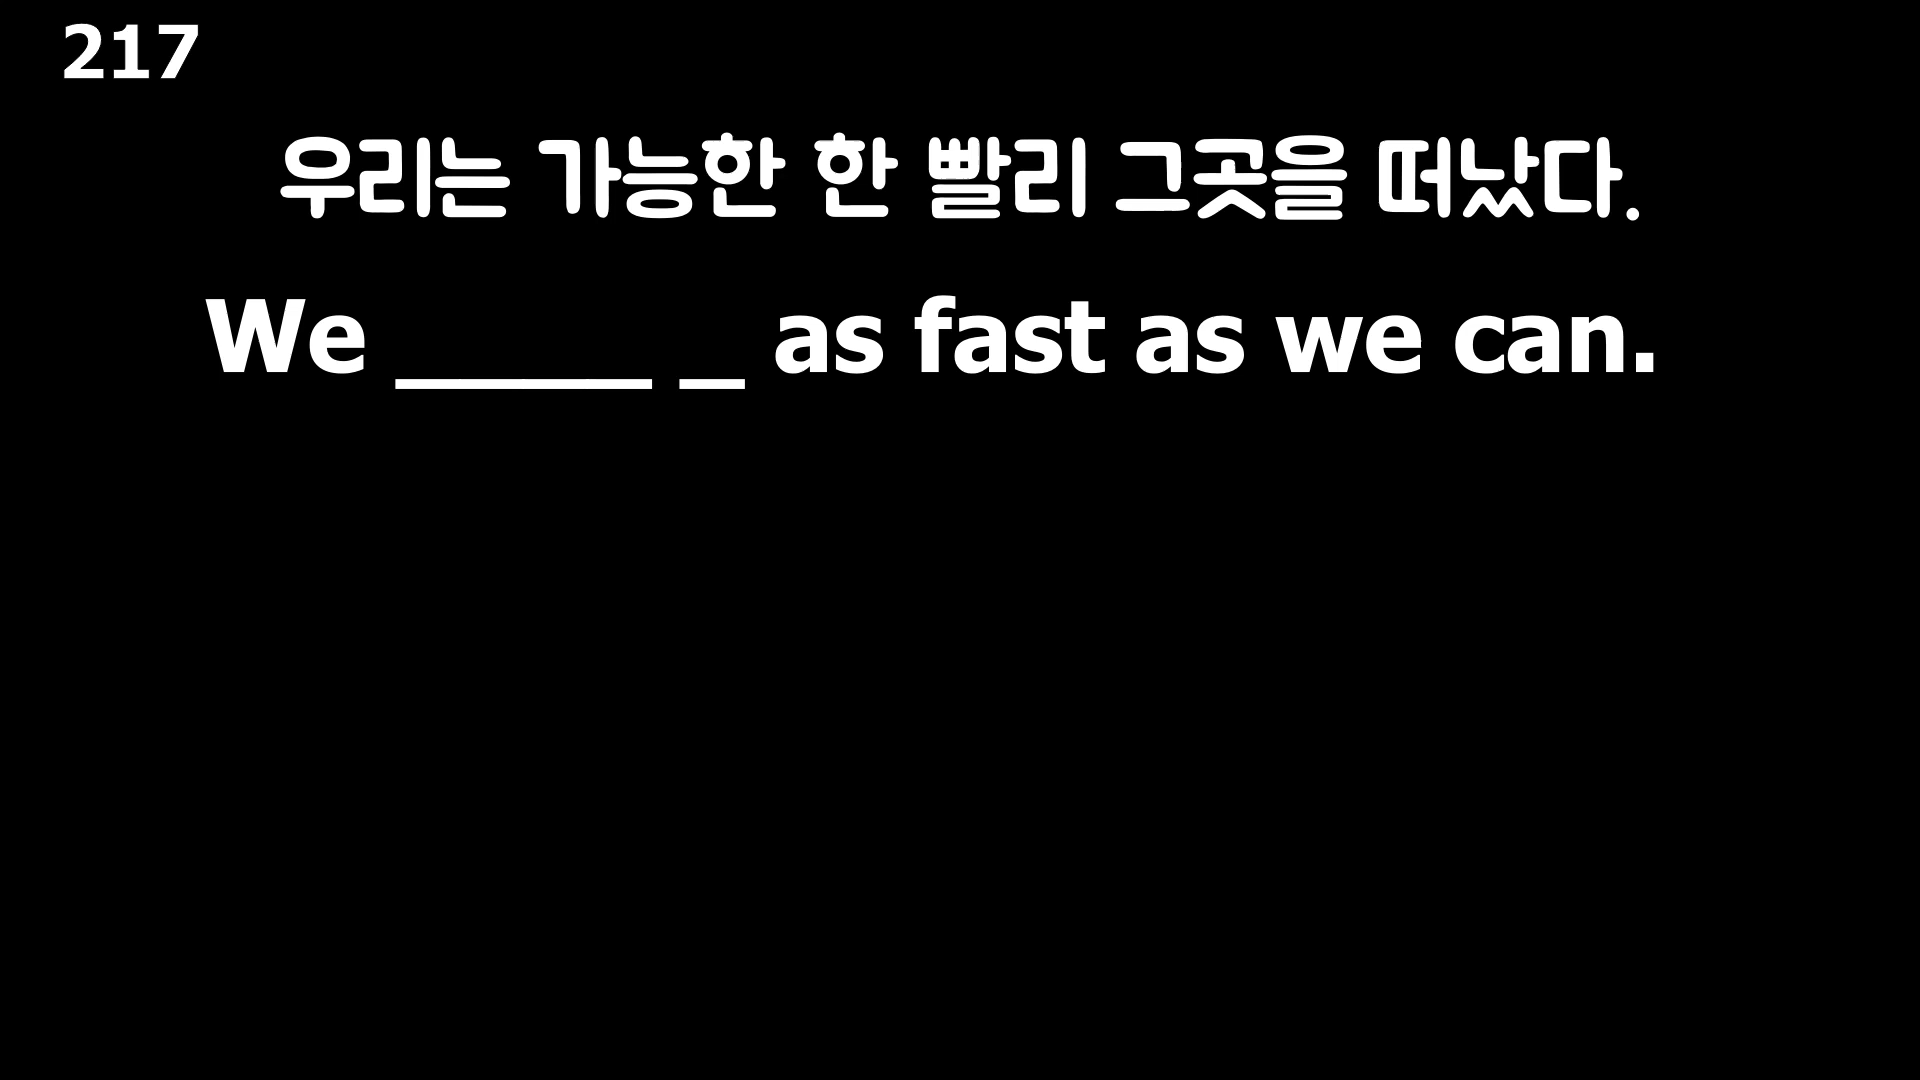 217
우리는 가능한 한 빨리 그곳을 떠났다.
We ____ _ as fast as we can.